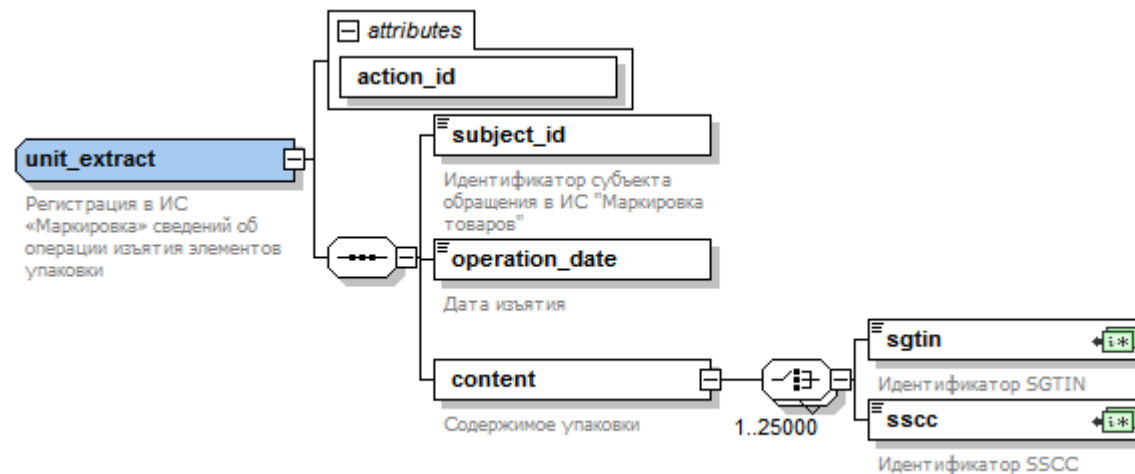 attributes
action_id
unit_extract
Регистрация в ИС
«Маркировка» сведений об
операции изъятия элементов
упаковки
subject_id
Идентификатор субъекта
обращения в ИС "Маркировка
товаров"
operation_date
Дата изъятия
content
Содержимое упаковки
1..25000
sgtin
i*
Идентификатор SGTIN
sscc
i*
Идентификатор SSCC